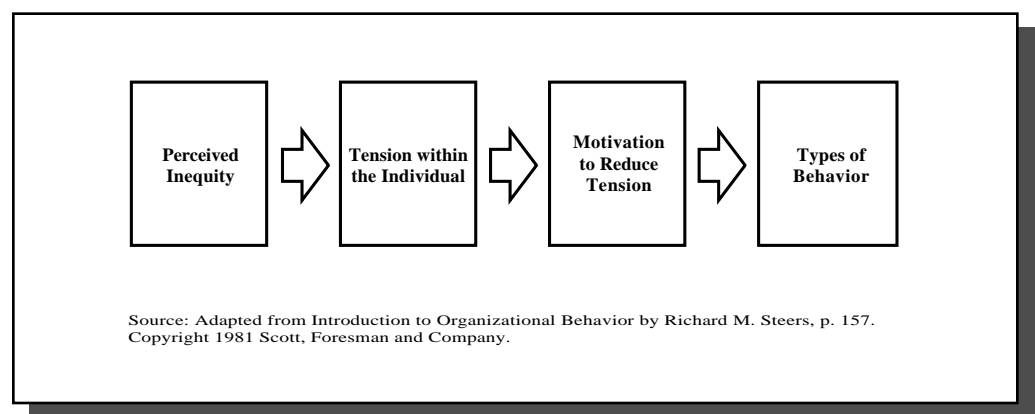 Perceived
Inequity
Tension within
the Individual
Motivation
to Reduce
Tension
Types of
Behavior
Source: Adapted from Introduction to Organizational Behavior by Richard M. Steers, p. 157.
Copyright 1981 Scott, Foresman and Company.